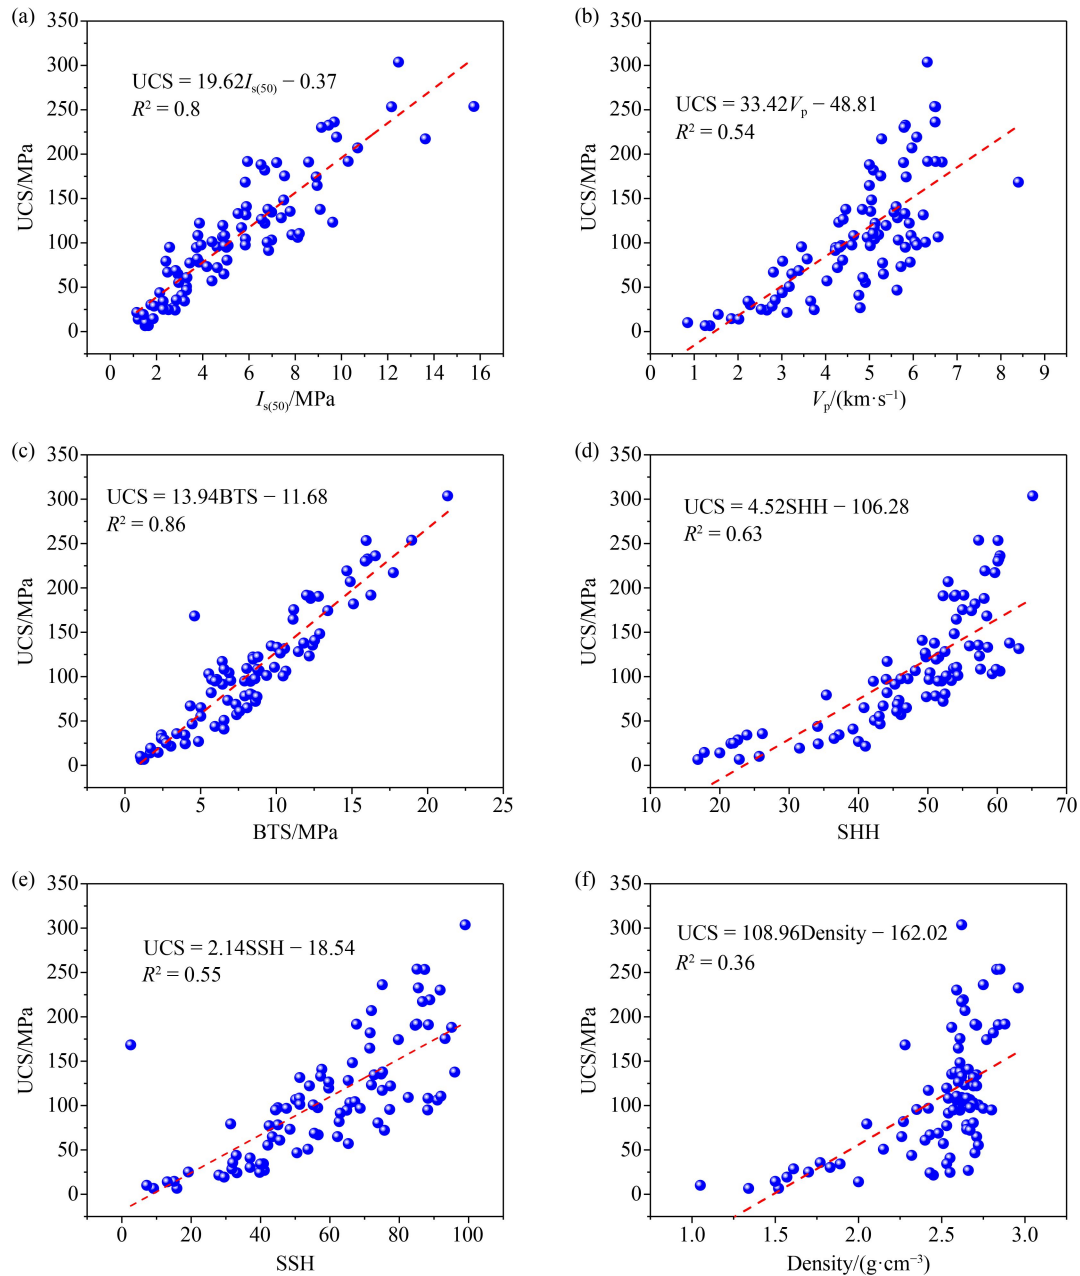 (a)
UCS/MPa
350
300
250
200
150
100
50
0
UCS = 19.62I_s(50) − 0.37
R² = 0.8
0 2 4 6 8 10 12 14 16
I_s(50)/MPa
(b)
UCS/MPa
350
300
250
200
150
100
50
0
UCS = 33.42V_p − 48.81
R² = 0.54
0 1 2 3 4 5 6 7 8 9
V_p/(km·s⁻¹)
(c)
UCS/MPa
350
300
250
200
150
100
50
0
UCS = 13.94BTS − 11.68
R² = 0.86
0 5 10 15 20 25
BTS/MPa
(d)
UCS/MPa
350
300
250
200
150
100
50
0
UCS = 4.52SHH − 106.28
R² = 0.63
10 20 30 40 50 60 70
SHH
(e)
UCS/MPa
350
300
250
200
150
100
50
0
UCS = 2.14SSH − 18.54
R² = 0.55
0 20 40 60 80 100
SSH
(f)
UCS/MPa
350
300
250
200
150
100
50
0
UCS = 108.96Density − 162.02
R² = 0.36
1.0 1.5 2.0 2.5 3.0
Density/(g·cm⁻³)